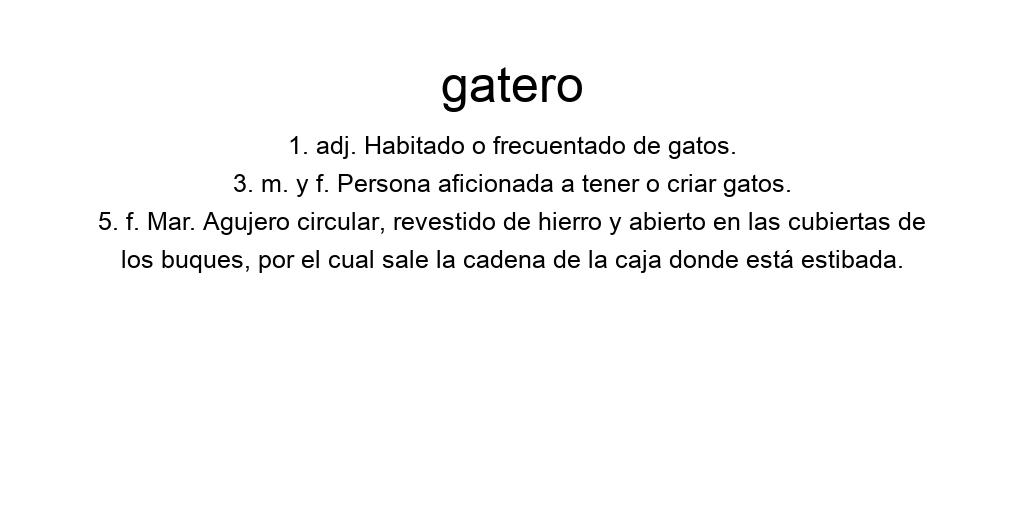 gatero
1. adj. Habitado o frecuentado de gatos.
3. m. y f. Persona aficionada a tener o criar gatos.
5. f. Mar. Agujero circular, revestido de hierro y abierto en las cubiertas de
los buques, por el cual sale la cadena de la caja donde está estibada.